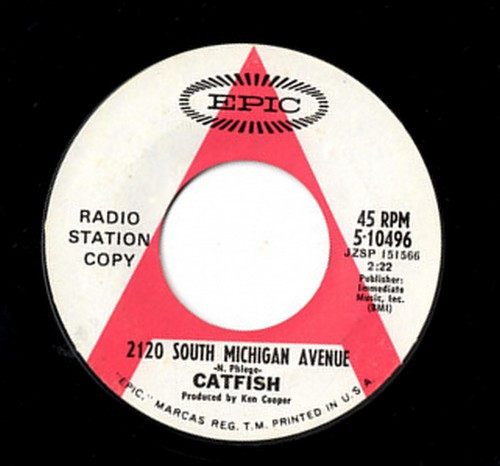 EPIC
RADIO
STATION
COPY
45 RPM
5-10496
JZSP 151566
2:22
Publisher:
Immediate
Music, Inc.
(BMI)
2120 SOUTH MICHIGAN AVENUE
-N. Phlege-
CATFISH
Produced by Ken Cooper
"EPIC," MARCAS REG. T.M. PRINTED IN U.S.A.